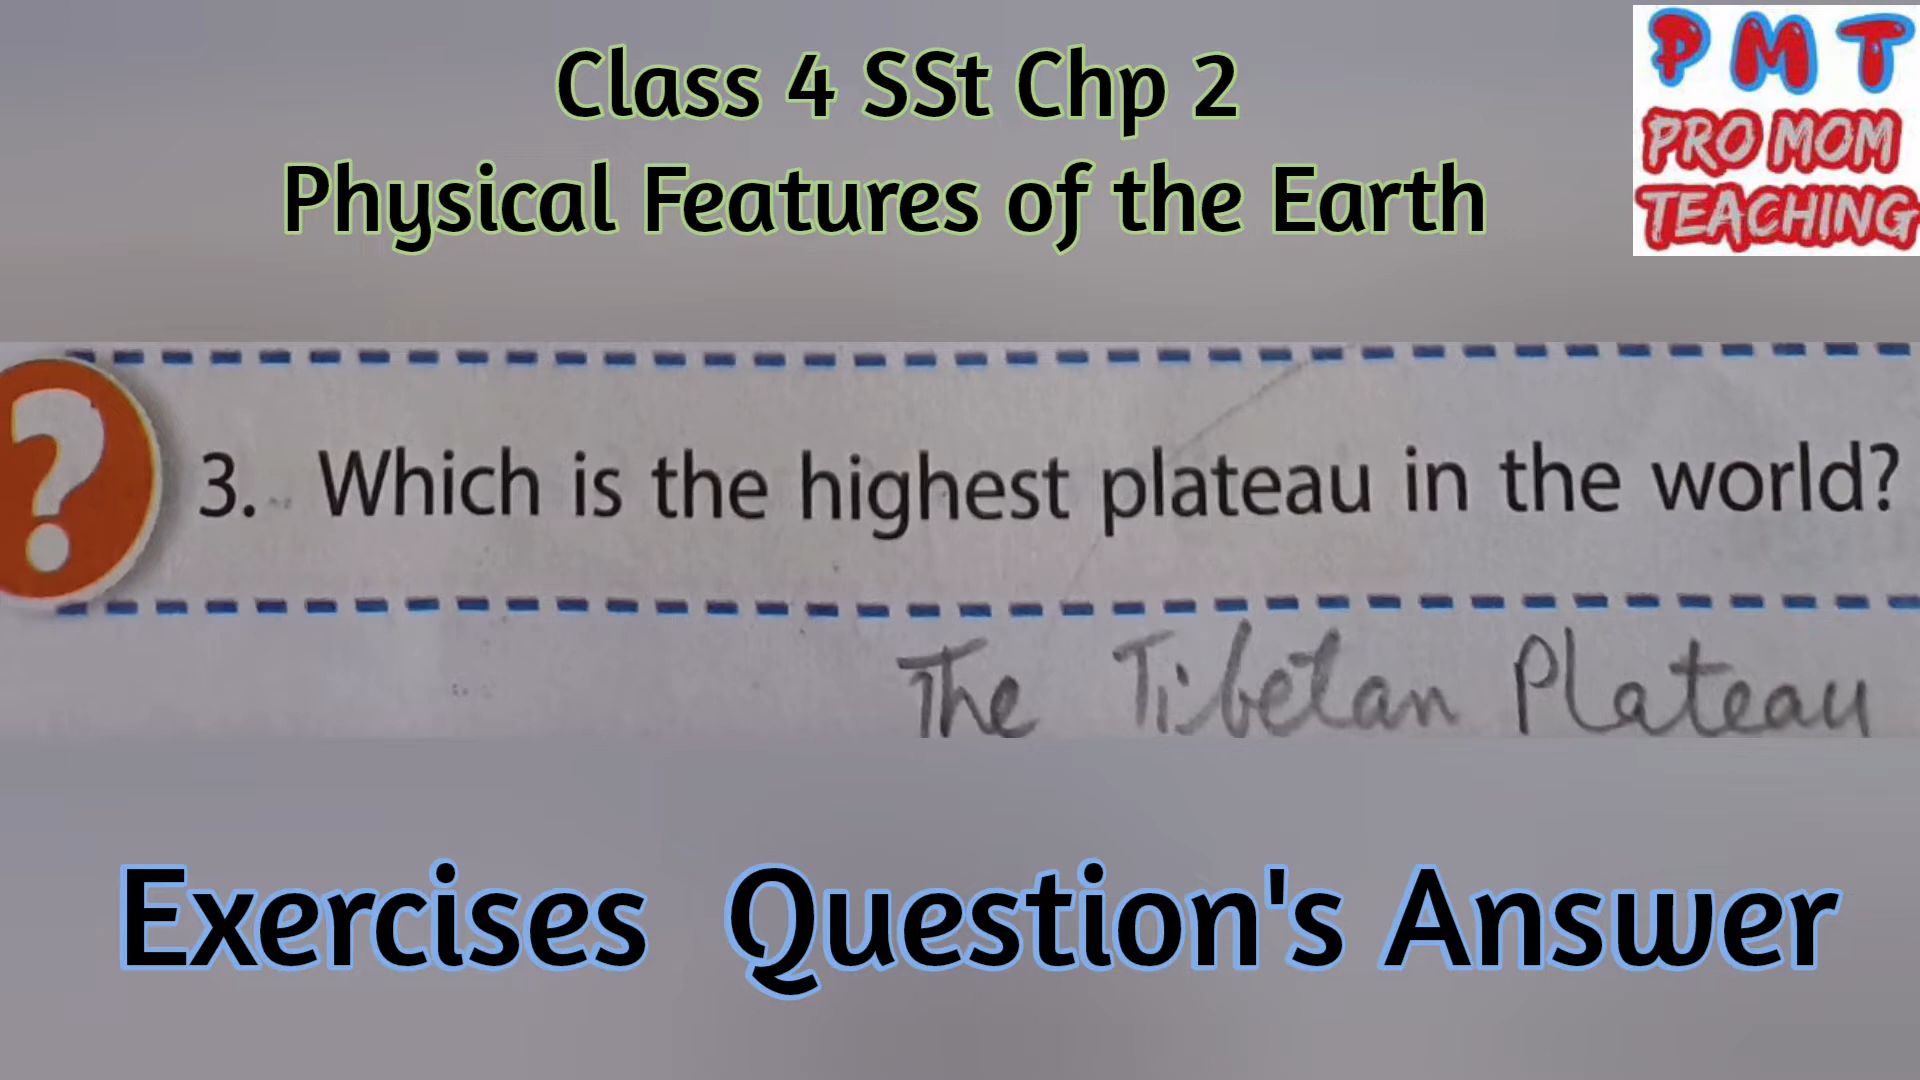 Class 4 SSt Chp 2
Physical Features of the Earth
PMT
PRO MOM
TEACHING
?
3. Which is the highest plateau in the world?
The Tibetan Plateau
Exercises Question's Answer